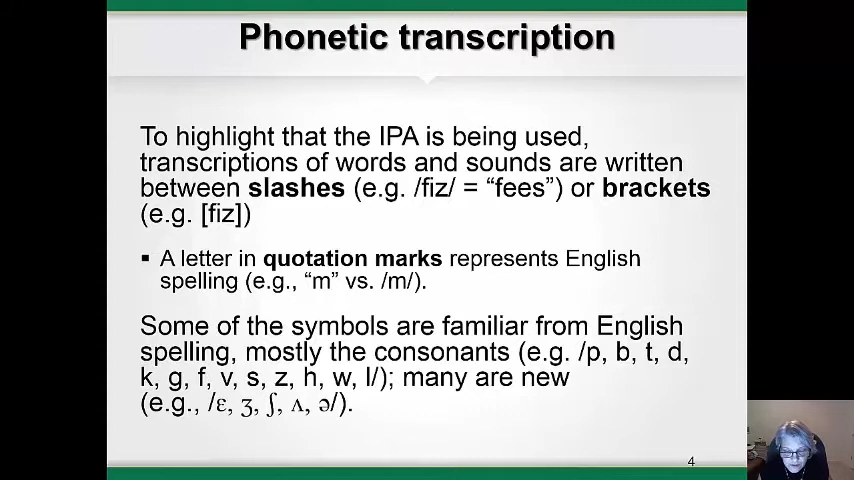 Phonetic transcription
To highlight that the IPA is being used,
transcriptions of words and sounds are written
between slashes (e.g. /fiz/ = “fees”) or brackets
(e.g. [fiz])
▪ A letter in quotation marks represents English
spelling (e.g., “m” vs. /m/).
Some of the symbols are familiar from English
spelling, mostly the consonants (e.g. /p, b, t, d,
k, g, f, v, s, z, h, w, l/); many are new
(e.g., /ɛ, ʒ, ʃ, ʌ, ə/).
4